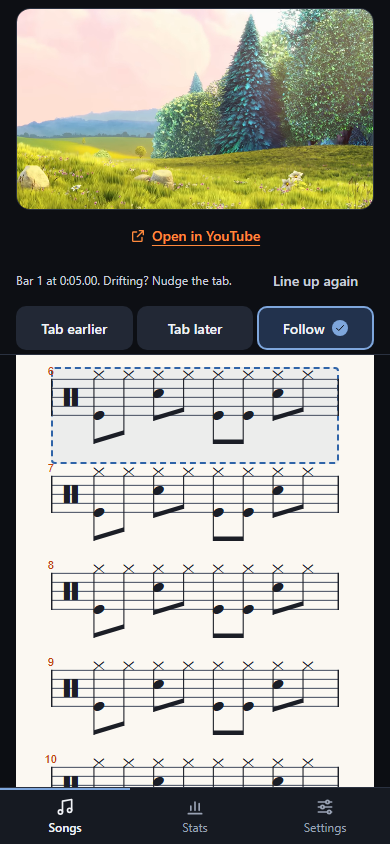 Open in YouTube
Bar 1 at 0:05.00. Drifting? Nudge the tab.
Line up again
Tab earlier
Tab later
Follow
6
7
8
9
10
Songs
Stats
Settings